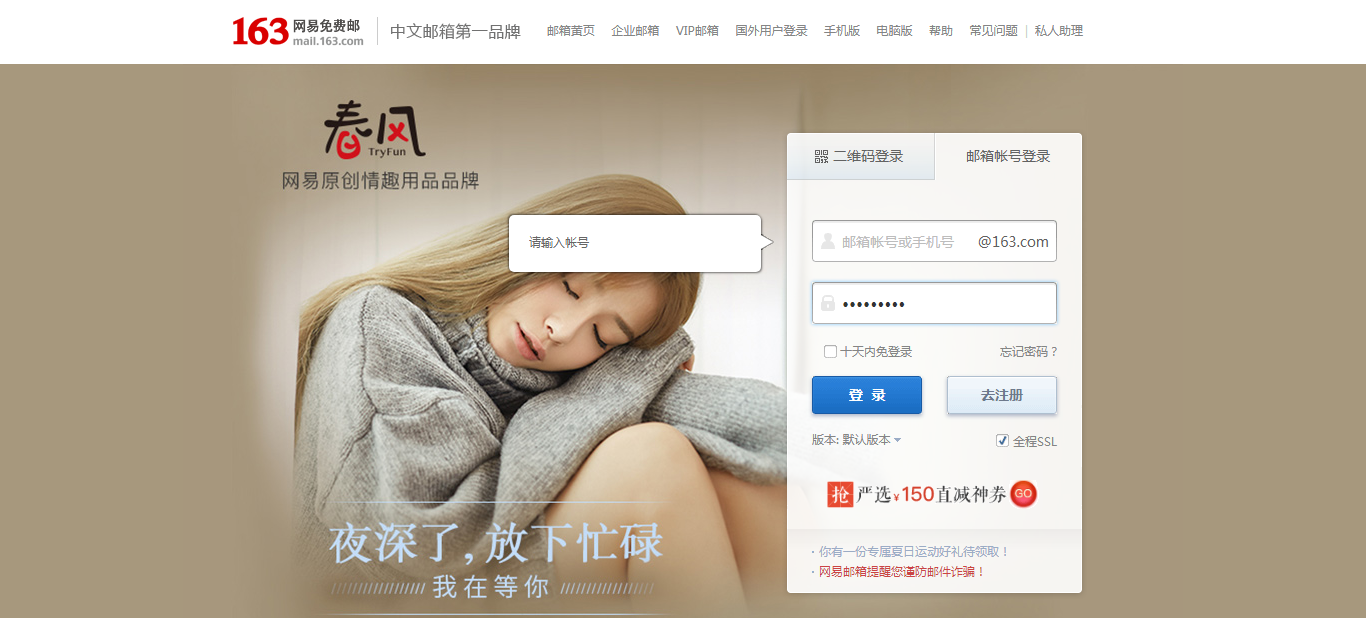 163 网易免费邮
mail.163.com
中文邮箱第一品牌
邮箱黄页 企业邮箱 VIP邮箱 国外用户登录 手机版 电脑版 帮助 常见问题 | 私人助理
春风
TryFun
网易原创情趣用品品牌
二维码登录
邮箱帐号登录
请输入帐号
邮箱帐号或手机号 @163.com
•••••••••
十天内免登录 忘记密码?
登 录 去注册
版本: 默认版本 全程SSL
抢 严选¥150直减神券 GO
夜深了,放下忙碌
我在等你
· 你有一份专属夏日运动好礼待领取!
· 网易邮箱提醒您谨防邮件诈骗!